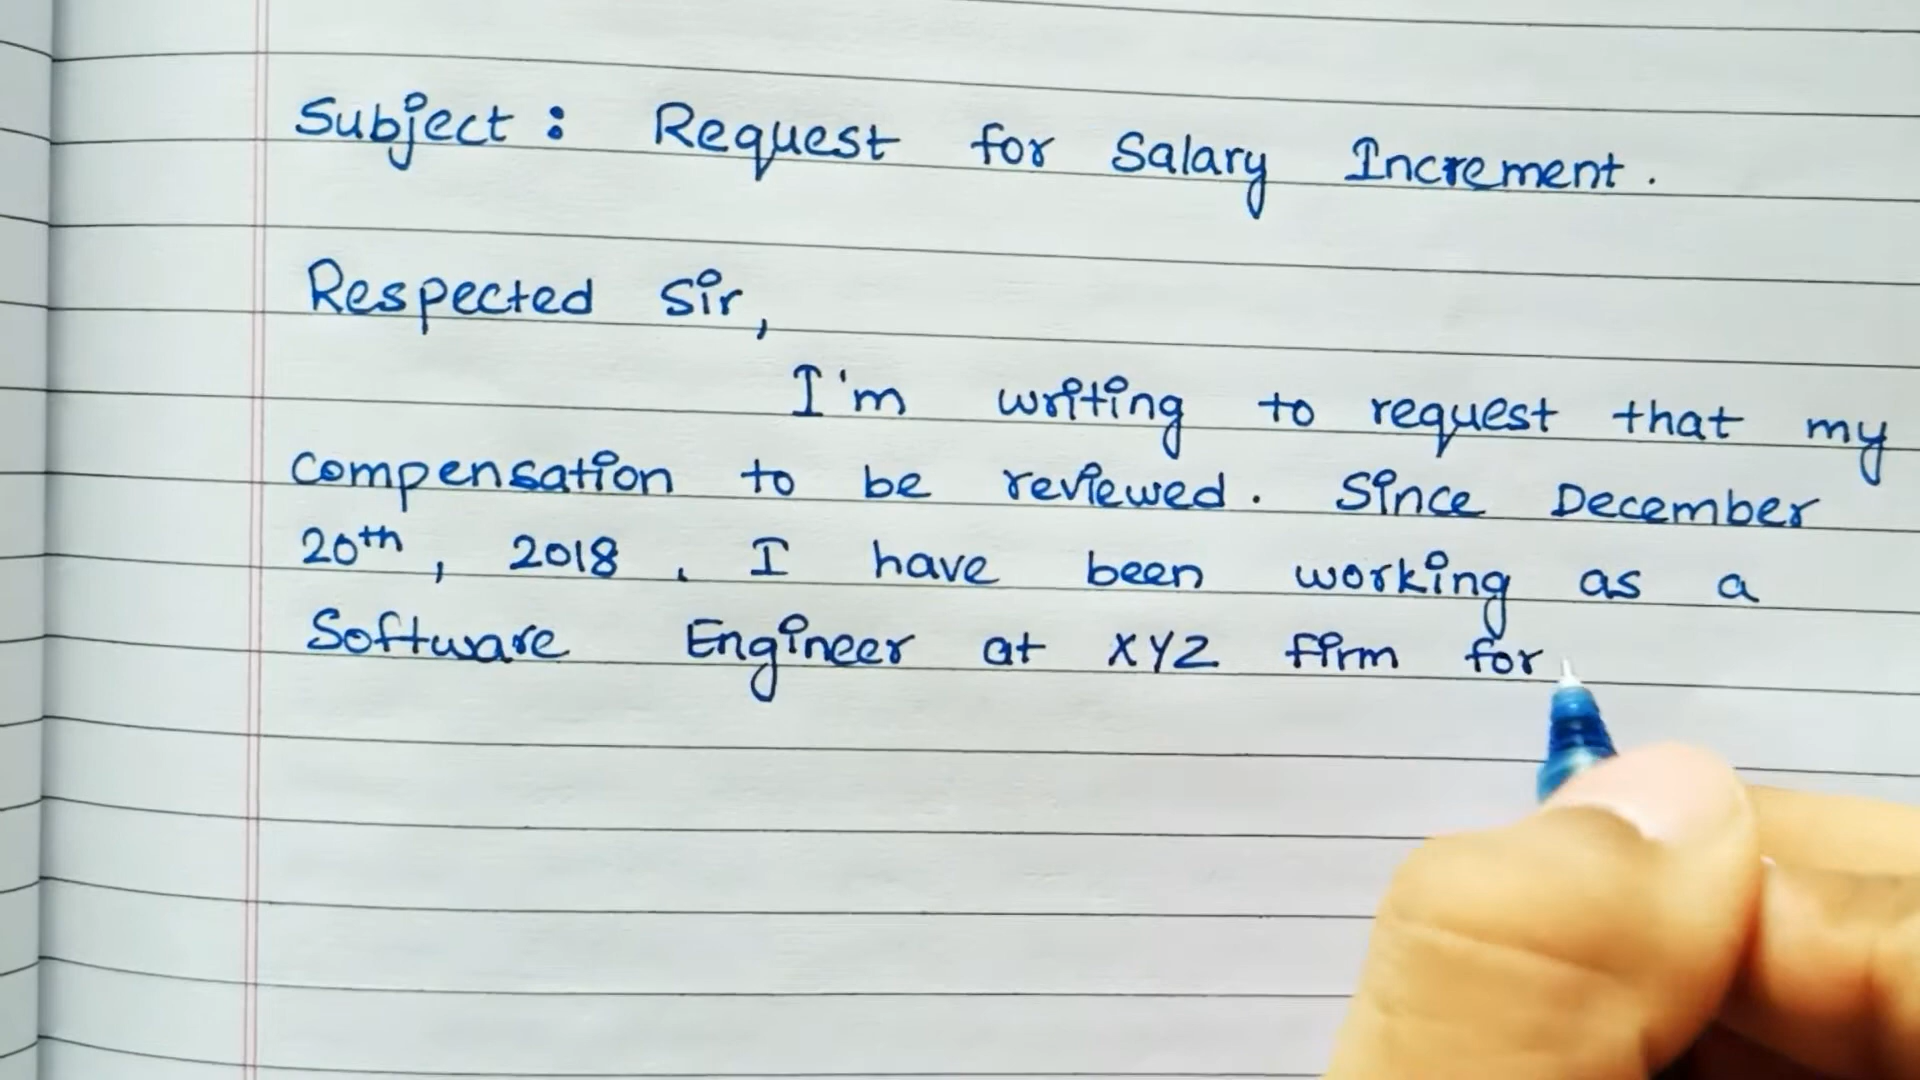 Subject : Request for Salary Increment.
Respected Sir,
I'm writing to request that my
compensation to be reviewed. Since December
20th, 2018, I have been working as a
Software Engineer at XYZ firm for